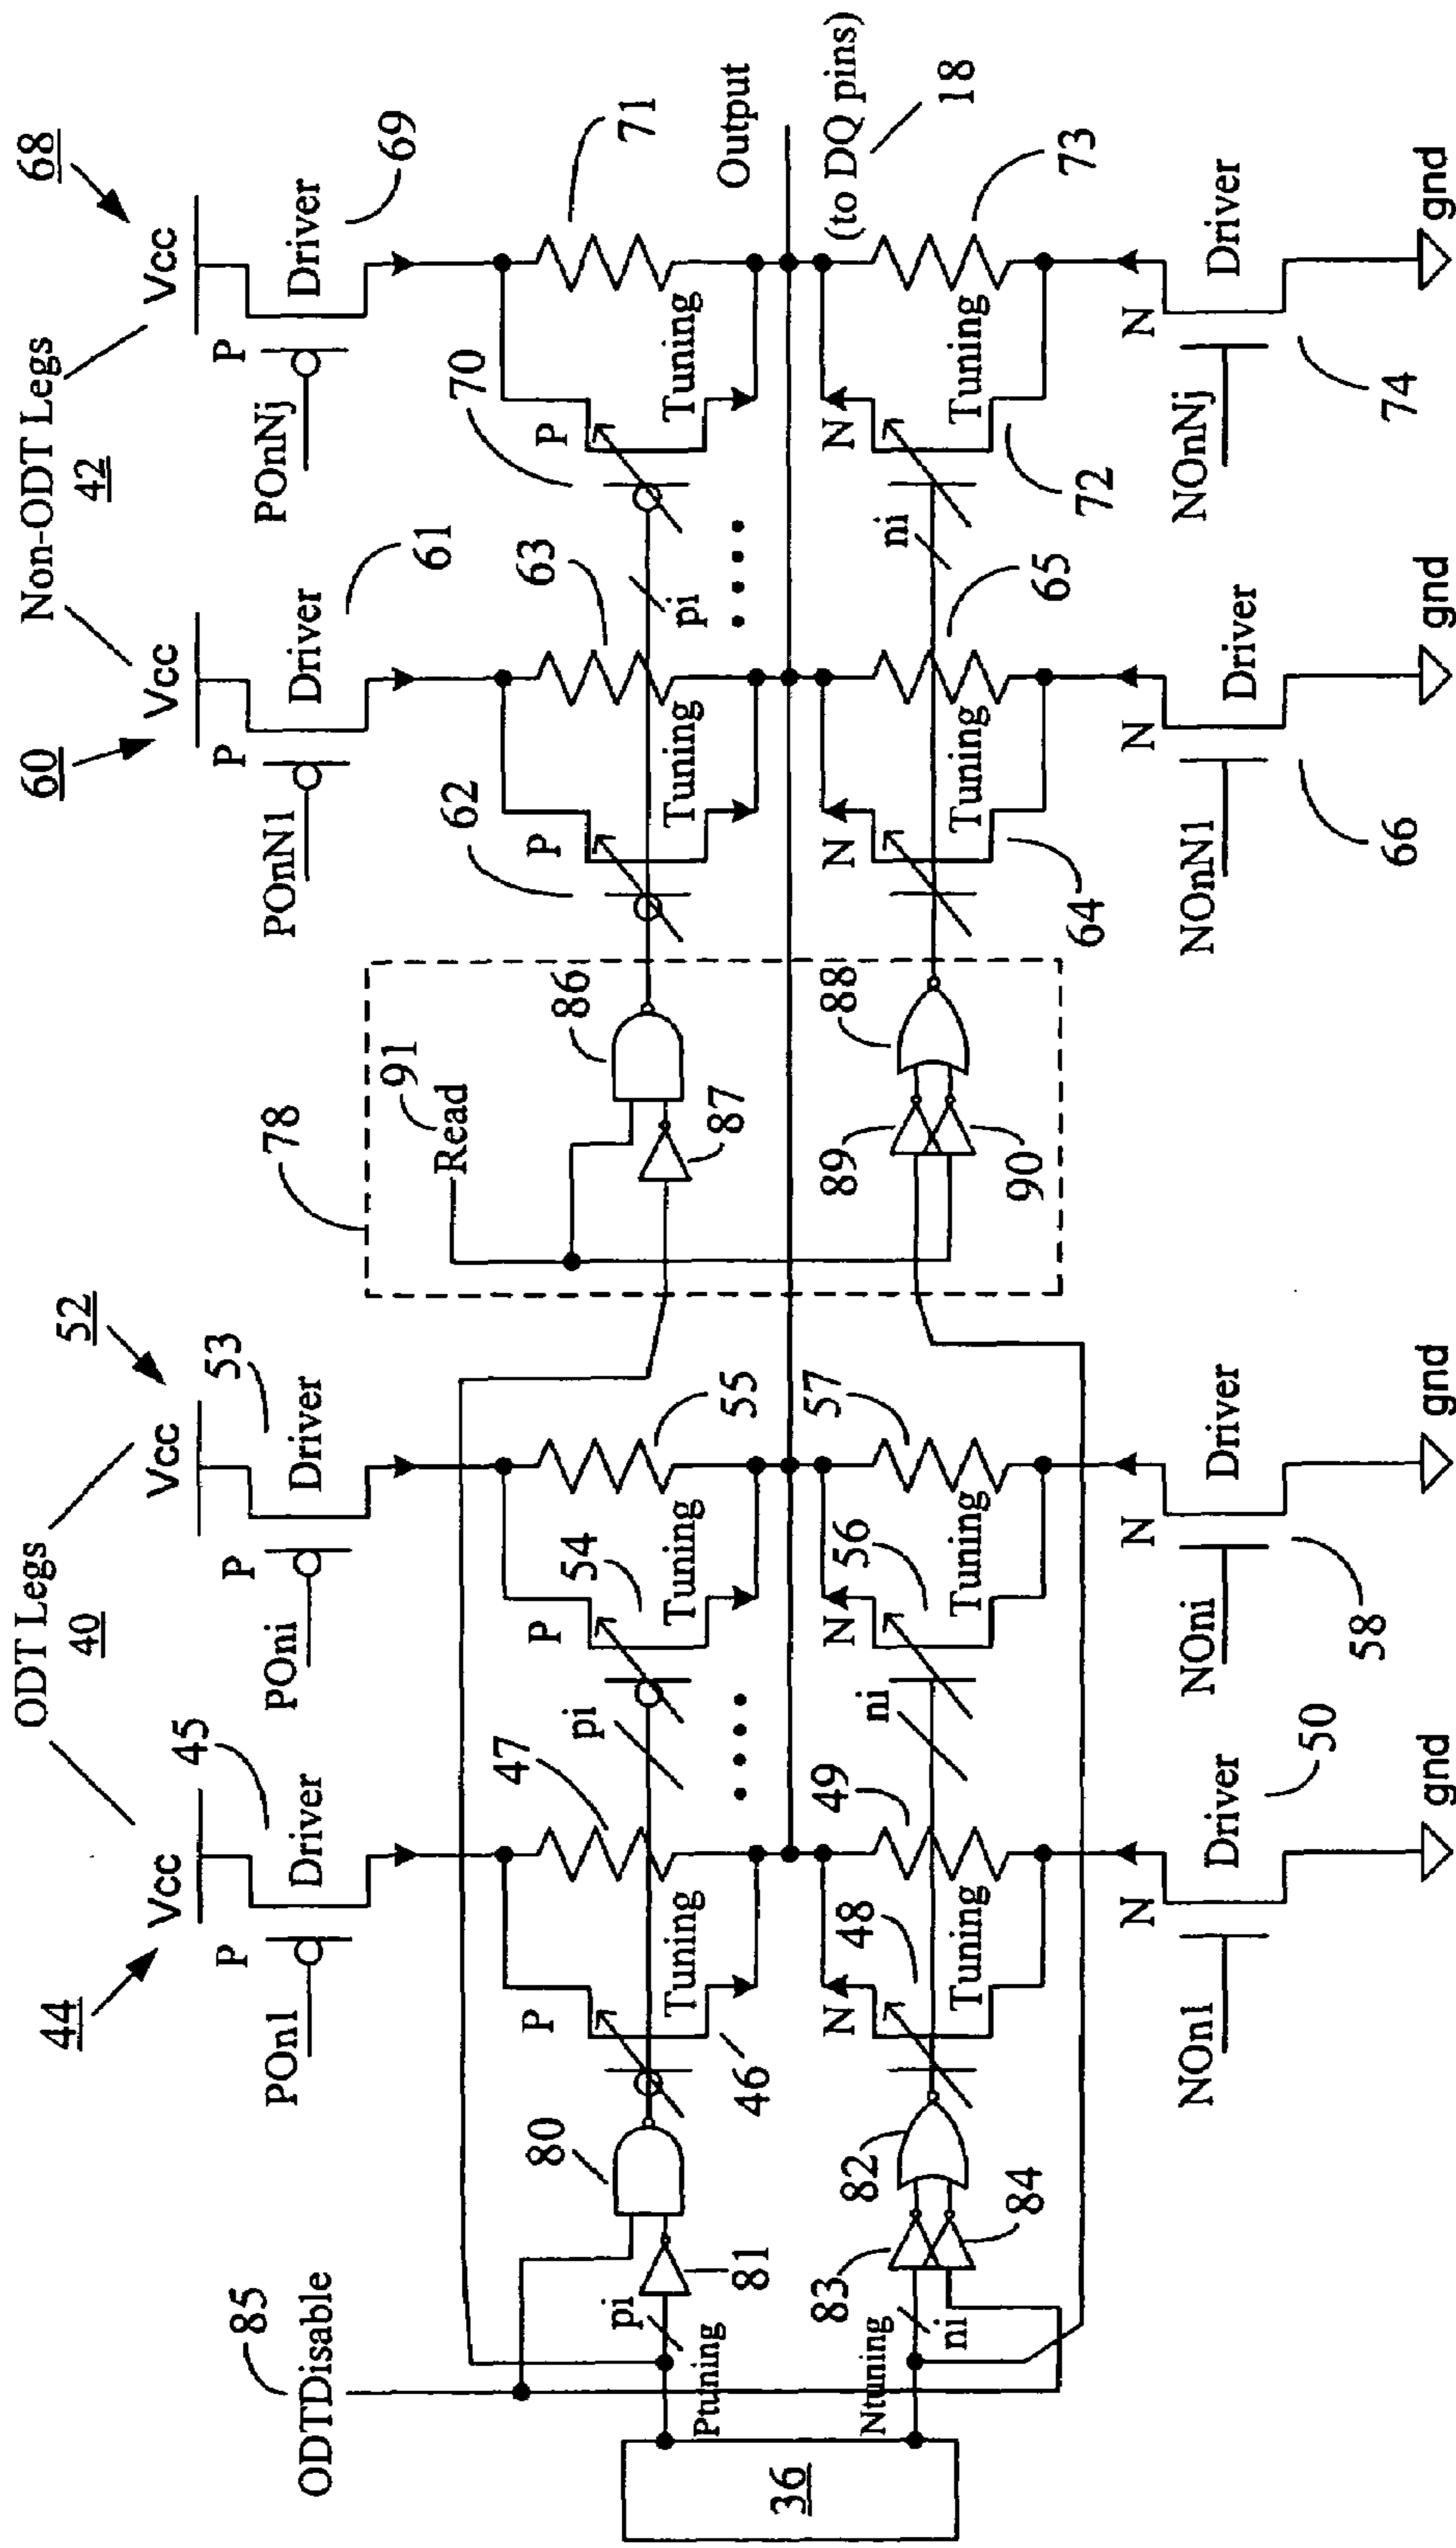 ODT Legs
40
Non-ODT Legs
42
44
52
60
68
Vcc
Vcc
Vcc
Vcc
45
53
61
69
P
Driver
P
Driver
P
Driver
P
Driver
POn1
POni
POnN1
POnNj
85
ODTDisable
78
91
Read
80
81
pi
Ptuning
46
P
Tuning
47
pi
54
P
Tuning
55
86
87
62
P
Tuning
63
pi
70
P
Tuning
71
Output
(to DQ pins)
18
36
Ntuning
ni
82
83
84
48
N
Tuning
49
ni
56
N
Tuning
57
88
89
90
64
N
Tuning
65
ni
72
N
Tuning
73
N
Driver
50
N
Driver
58
N
Driver
66
N
Driver
74
NOn1
NOni
NOnN1
NOnNj
gnd
gnd
gnd
gnd